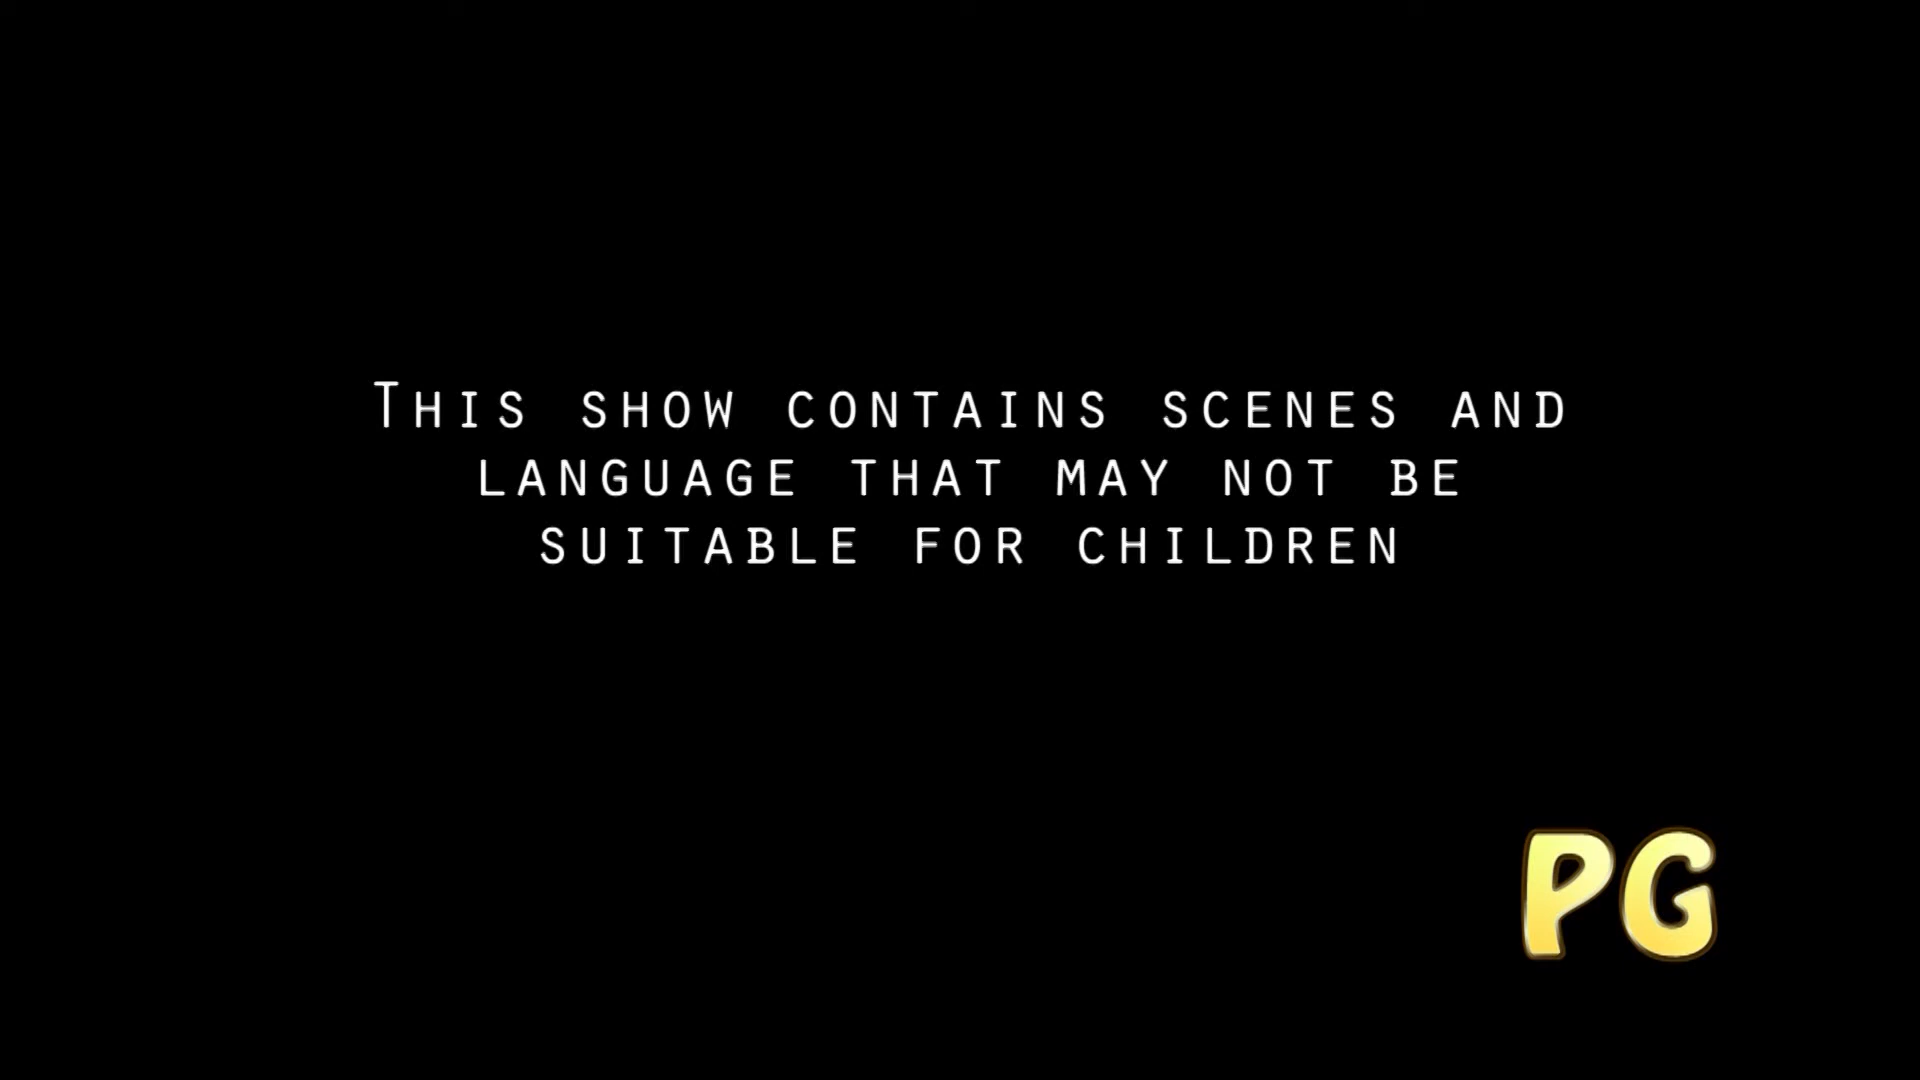 This show contains scenes and
language that may not be
suitable for children
PG